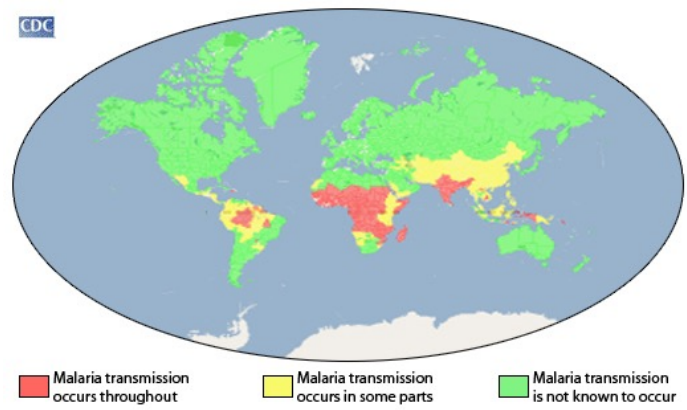 CDC
Malaria transmission
occurs throughout
Malaria transmission
occurs in some parts
Malaria transmission
is not known to occur